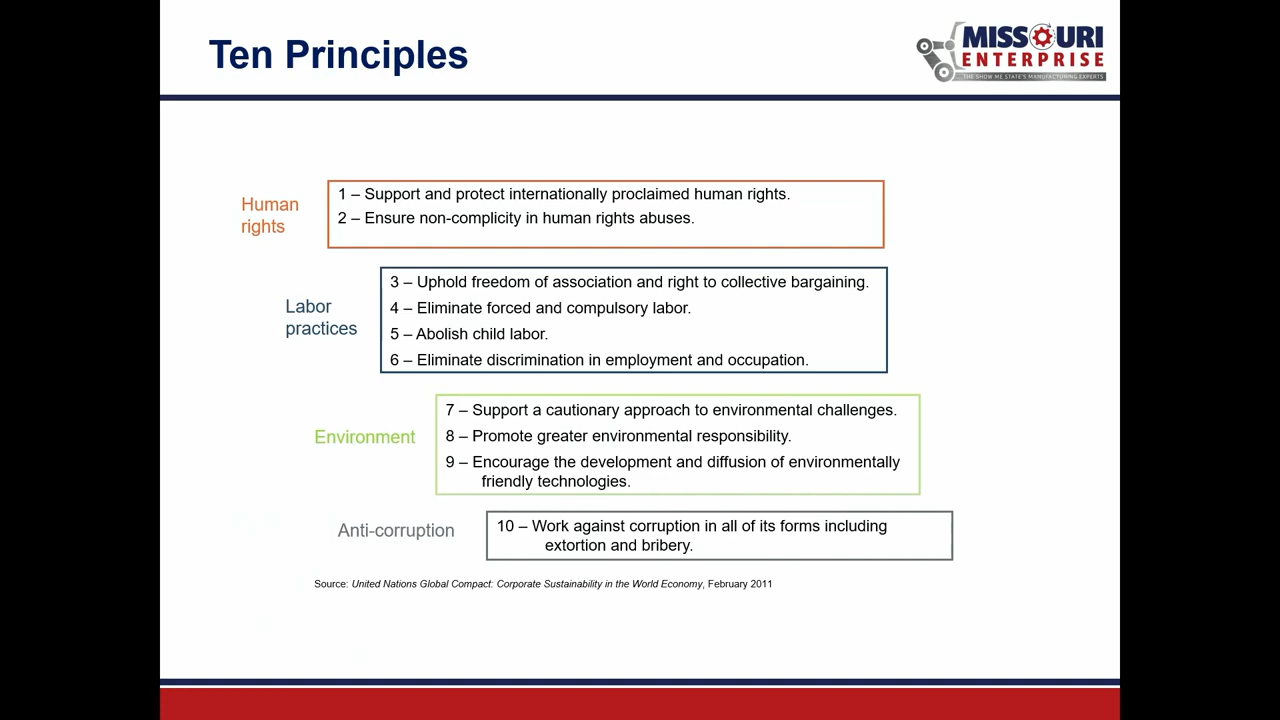 Ten Principles
MISSOURI
ENTERPRISE
THE SHOW ME STATE'S MANUFACTURING EXPERTS
Human
rights
1 – Support and protect internationally proclaimed human rights.
2 – Ensure non-complicity in human rights abuses.
Labor
practices
3 – Uphold freedom of association and right to collective bargaining.
4 – Eliminate forced and compulsory labor.
5 – Abolish child labor.
6 – Eliminate discrimination in employment and occupation.
Environment
7 – Support a cautionary approach to environmental challenges.
8 – Promote greater environmental responsibility.
9 – Encourage the development and diffusion of environmentally
friendly technologies.
Anti-corruption
10 – Work against corruption in all of its forms including
extortion and bribery.
Source: United Nations Global Compact: Corporate Sustainability in the World Economy, February 2011